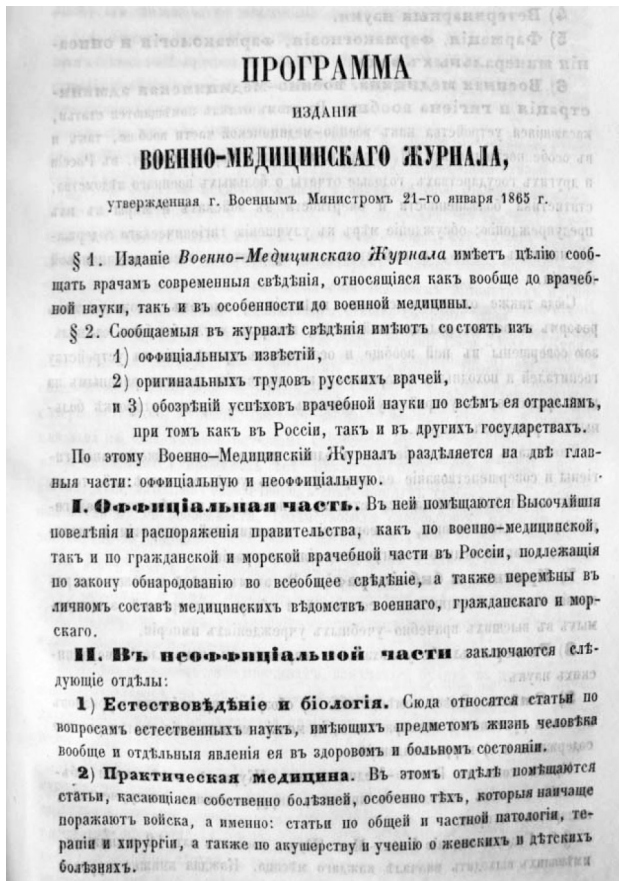 ПРОГРАММА
ИЗДАНІЯ
ВОЕННО-МЕДИЦИНСКАГО ЖУРНАЛА,
утвержденная г. Военнымъ Министромъ 21-го января 1865 г.
§ 1. Изданіе Военно-Медицинскаго Журнала имѣетъ цѣлію сооб-
щать врачамъ современныя свѣдѣнія, относящіяся какъ вообще до врачеб-
ной науки, такъ и въ особенности до военной медицины.
§ 2. Сообщаемыя въ журналѣ свѣдѣнія имѣютъ состоять изъ
1) оффиціальныхъ извѣстій,
2) оригинальныхъ трудовъ русскихъ врачей,
и 3) обозрѣній успѣховъ врачебной науки по всѣмъ ея отраслямъ,
при томъ какъ въ Россіи, такъ и въ другихъ государствахъ.
По этому Военно-Медицинскій Журналъ раздѣляется на двѣ глав-
ныя части: оффиціальную и неоффиціальную.
I. Оффиціальная часть. Въ ней помѣщаются Высочайшія
повелѣнія и распоряженія правительства, какъ по военно-медицинской,
такъ и по гражданской и морской врачебной части въ Россіи, подлежащія
по закону обнародованію во всеобщее свѣдѣніе, а также перемѣны въ
личномъ составѣ медицинскихъ вѣдомствъ военнаго, гражданскаго и мор-
скаго.
II. Въ неоффиціальной части заключаются слѣ-
дующіе отдѣлы:
1) Естествовѣдѣніе и біологія. Сюда относятся статьи по
вопросамъ естественныхъ наукъ, имѣющихъ предметомъ жизнь человѣка
вообще и отдѣльныя явленія ея въ здоровомъ и больномъ состояніи.
2) Практическая медицина. Въ этомъ отдѣлѣ помѣщаются
статьи, касающіяся собственно болѣзней, особенно тѣхъ, которыя наичаще
поражаютъ войска, а именно: статьи по общей и частной патологіи, те-
рапіи и хирургіи, а также по акушерству и ученію о женскихъ и дѣтскихъ
болѣзняхъ.